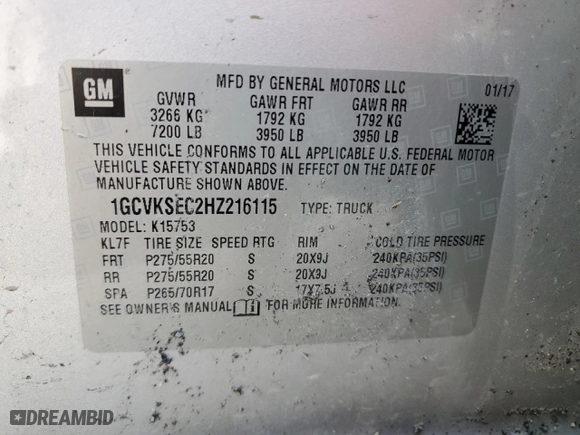 GM
MFD BY GENERAL MOTORS LLC 01/17
GVWR GAWR FRT GAWR RR
3266 KG 1792 KG 1792 KG
7200 LB 3950 LB 3950 LB
THIS VEHICLE CONFORMS TO ALL APPLICABLE U.S. FEDERAL MOTOR
VEHICLE SAFETY STANDARDS IN EFFECT ON THE DATE OF
MANUFACTURE SHOWN ABOVE.
1GCVKSEC2HZ216115 TYPE: TRUCK
MODEL: K15753
KL7F TIRE SIZE SPEED RTG RIM COLD TIRE PRESSURE
FRT P275/55R20 S 20X9J 240KPA(35PSI)
RR P275/55R20 S 20X9J 240KPA(35PSI)
SPA P265/70R17 S 17X7.5J 240KPA(35PSI)
SEE OWNER'S MANUAL FOR MORE INFORMATION.
DREAMBID